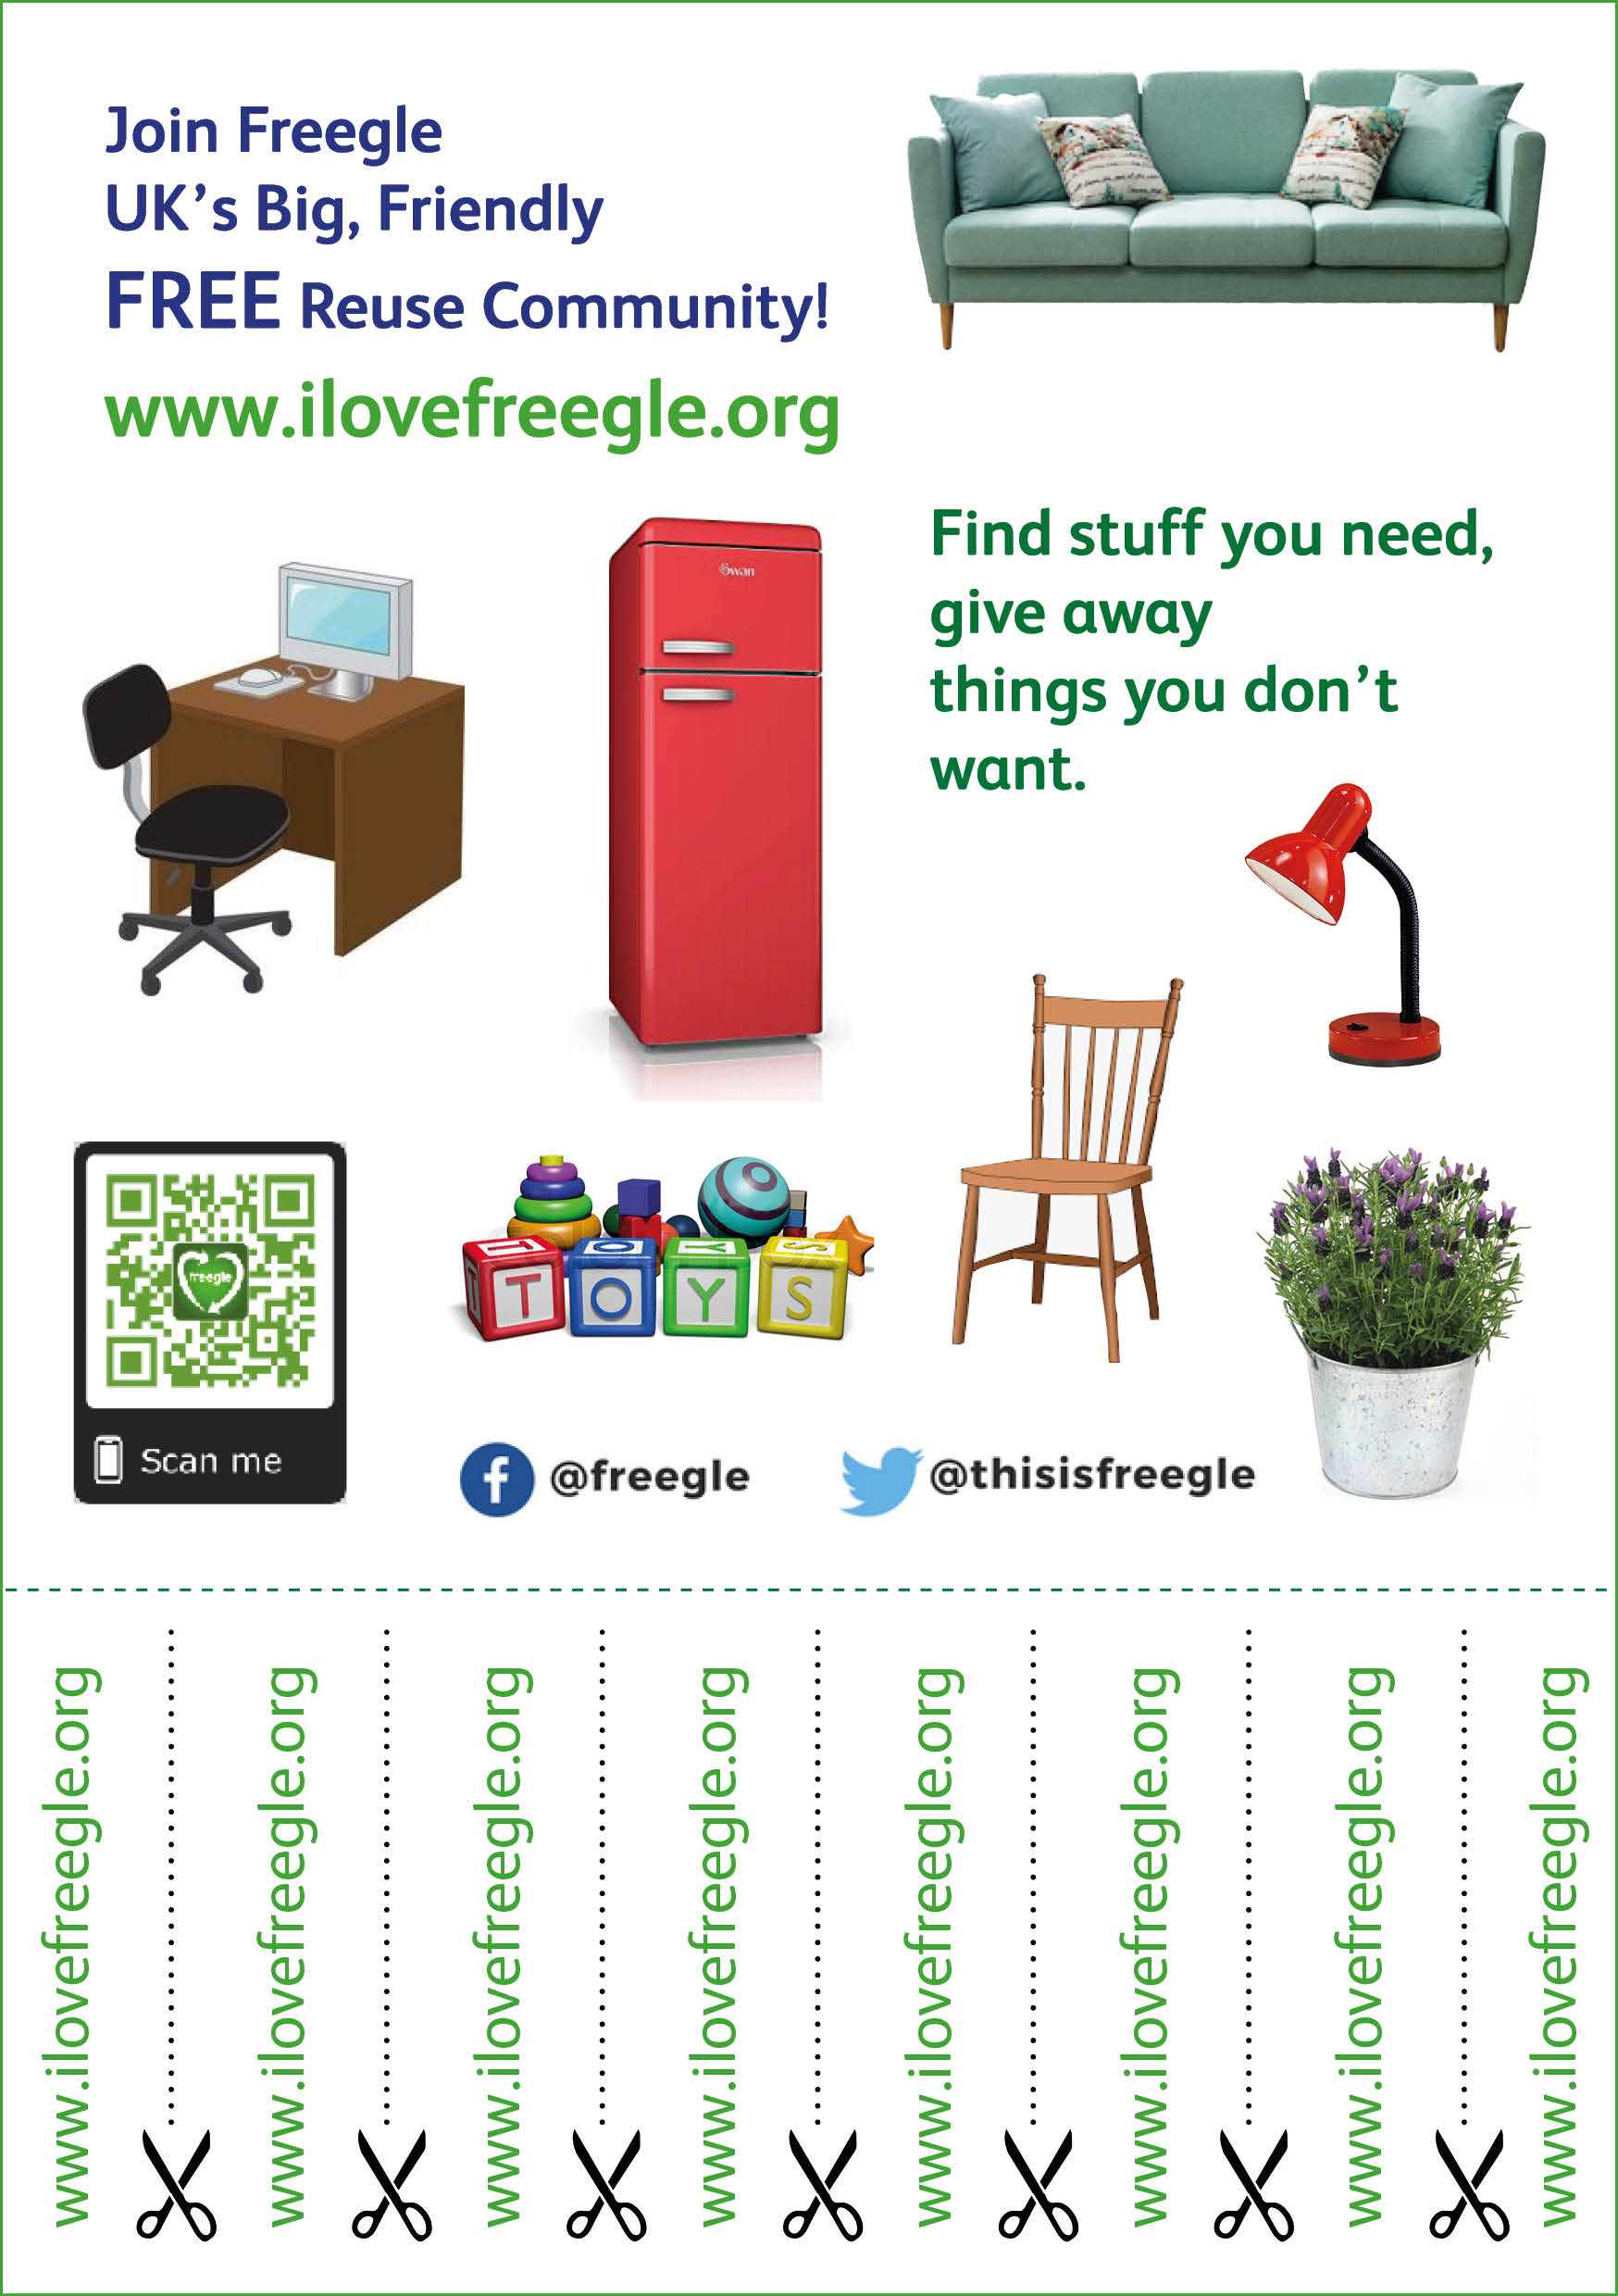 Join Freegle
UK's Big, Friendly
FREE Reuse Community!
www.ilovefreegle.org
Swan
Find stuff you need,
give away
things you don't
want.
freegle
Scan me
T O Y S
T O Y S
@freegle
@thisisfreegle
www.ilovefreegle.org
www.ilovefreegle.org
www.ilovefreegle.org
www.ilovefreegle.org
www.ilovefreegle.org
www.ilovefreegle.org
www.ilovefreegle.org
www.ilovefreegle.org